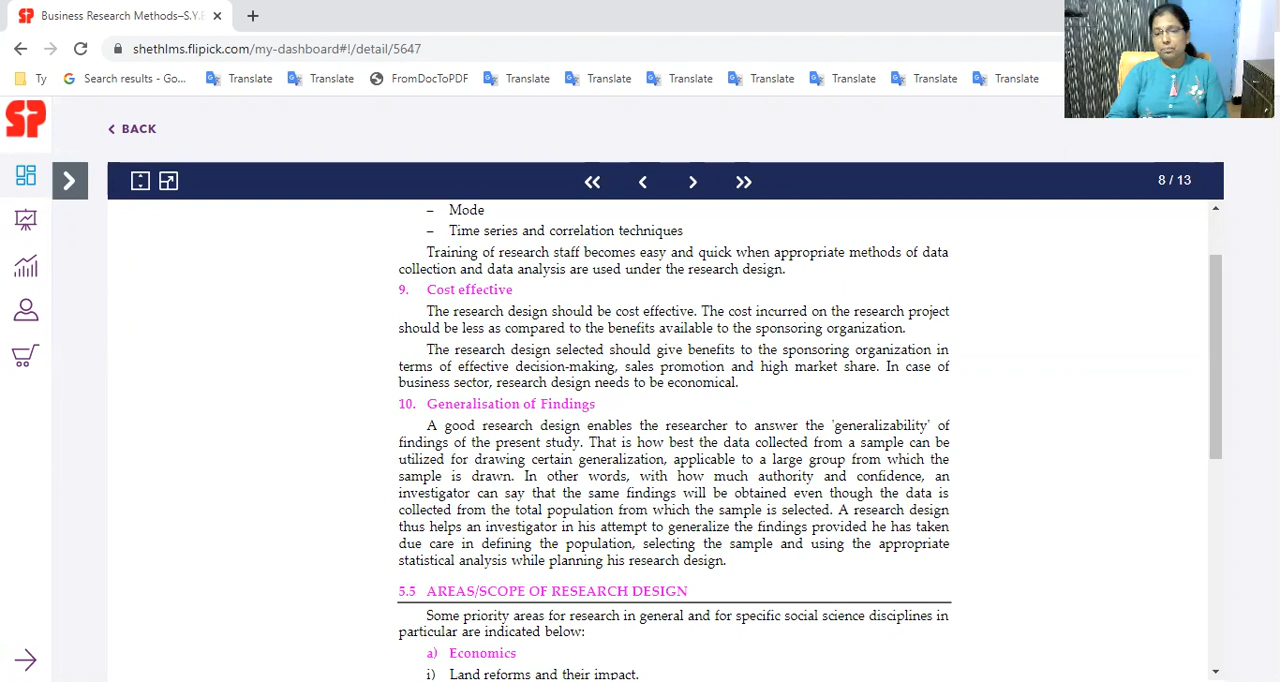 Business Research Methods–S.Y.B
shethlms.flipick.com/my-dashboard#!/detail/5647
Ty
Search results - Go...
Translate
Translate
FromDocToPDF
Translate
Translate
Translate
Translate
Translate
Translate
Translate
SP
BACK
8 / 13
– Mode
– Time series and correlation techniques
Training of research staff becomes easy and quick when appropriate methods of data
collection and data analysis are used under the research design.
9. Cost effective
The research design should be cost effective. The cost incurred on the research project
should be less as compared to the benefits available to the sponsoring organization.
The research design selected should give benefits to the sponsoring organization in
terms of effective decision-making, sales promotion and high market share. In case of
business sector, research design needs to be economical.
10. Generalisation of Findings
A good research design enables the researcher to answer the 'generalizability' of
findings of the present study. That is how best the data collected from a sample can be
utilized for drawing certain generalization, applicable to a large group from which the
sample is drawn. In other words, with how much authority and confidence, an
investigator can say that the same findings will be obtained even though the data is
collected from the total population from which the sample is selected. A research design
thus helps an investigator in his attempt to generalize the findings provided he has taken
due care in defining the population, selecting the sample and using the appropriate
statistical analysis while planning his research design.
5.5 AREAS/SCOPE OF RESEARCH DESIGN
Some priority areas for research in general and for specific social science disciplines in
particular are indicated below:
a) Economics
i) Land reforms and their impact.